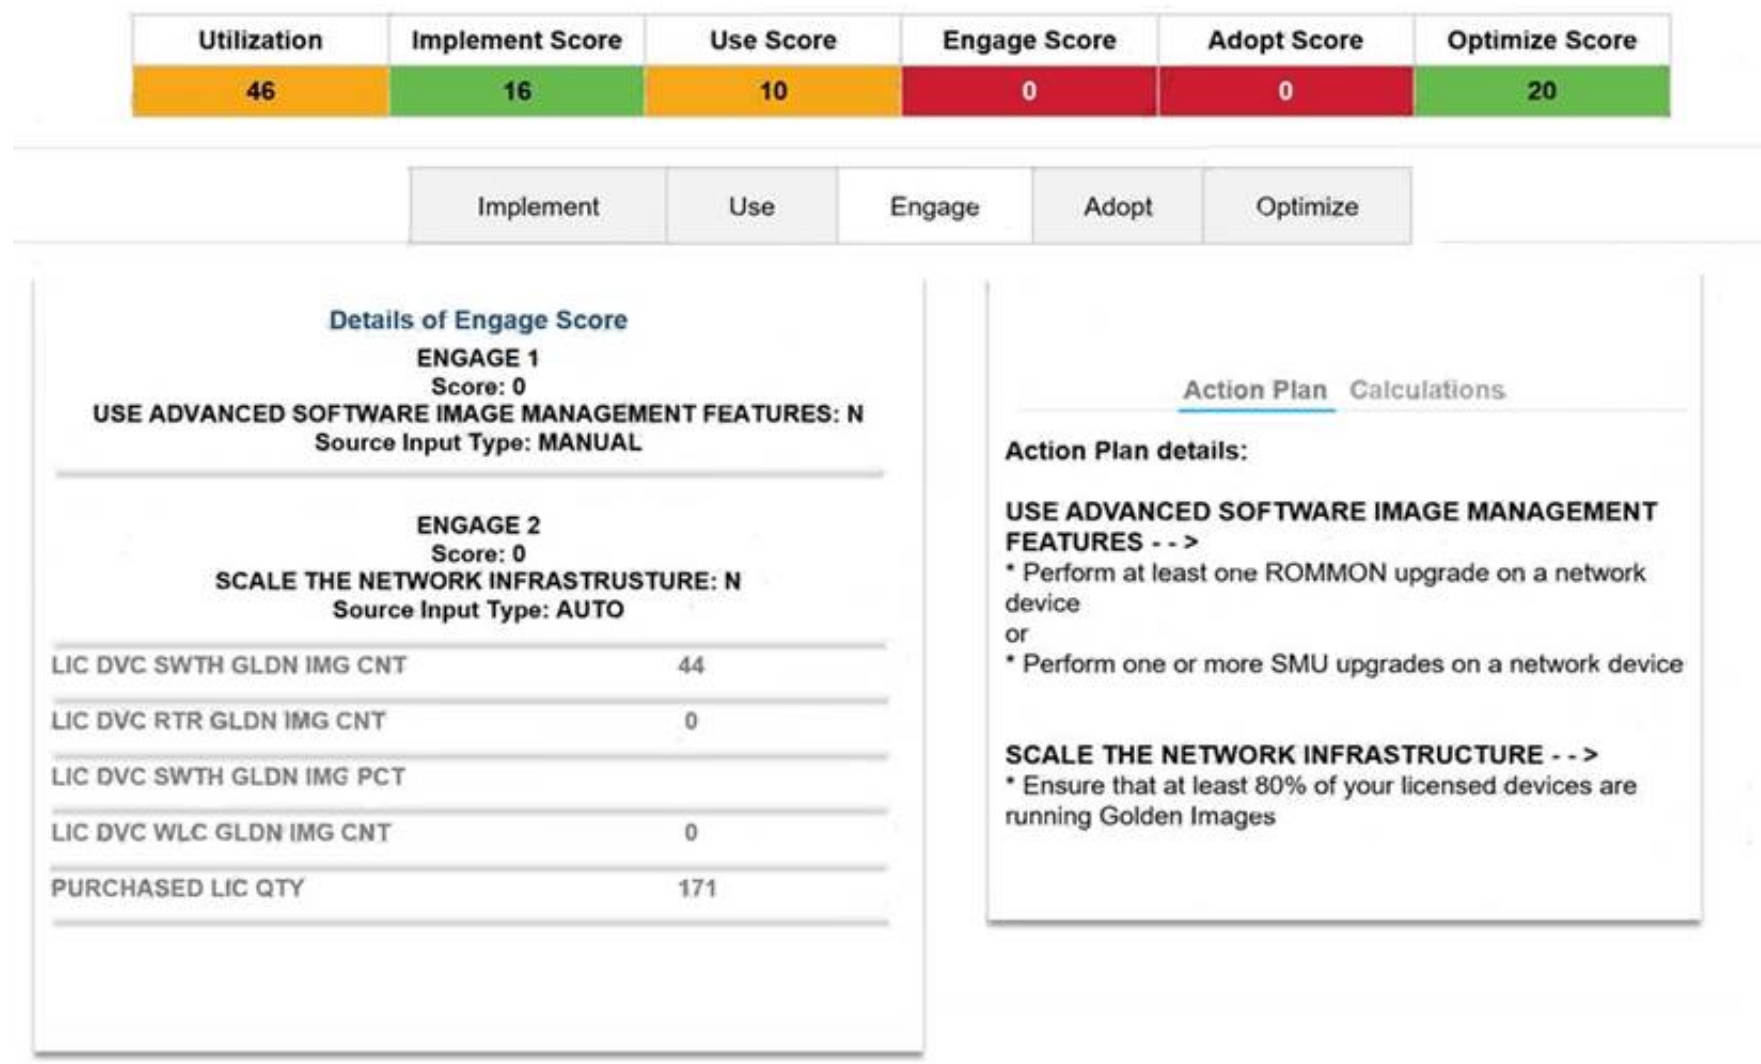 Utilization Implement Score Use Score Engage Score Adopt Score Optimize Score
46 16 10 0 0 20
Implement Use Engage Adopt Optimize
Details of Engage Score
ENGAGE 1
Score: 0
USE ADVANCED SOFTWARE IMAGE MANAGEMENT FEATURES: N
Source Input Type: MANUAL
ENGAGE 2
Score: 0
SCALE THE NETWORK INFRASTRUSTURE: N
Source Input Type: AUTO
LIC DVC SWTH GLDN IMG CNT 44
LIC DVC RTR GLDN IMG CNT 0
LIC DVC SWTH GLDN IMG PCT
LIC DVC WLC GLDN IMG CNT 0
PURCHASED LIC QTY 171
Action Plan Calculations
Action Plan details:
USE ADVANCED SOFTWARE IMAGE MANAGEMENT
FEATURES - - >
* Perform at least one ROMMON upgrade on a network
device
or
* Perform one or more SMU upgrades on a network device
SCALE THE NETWORK INFRASTRUCTURE - - >
* Ensure that at least 80% of your licensed devices are
running Golden Images